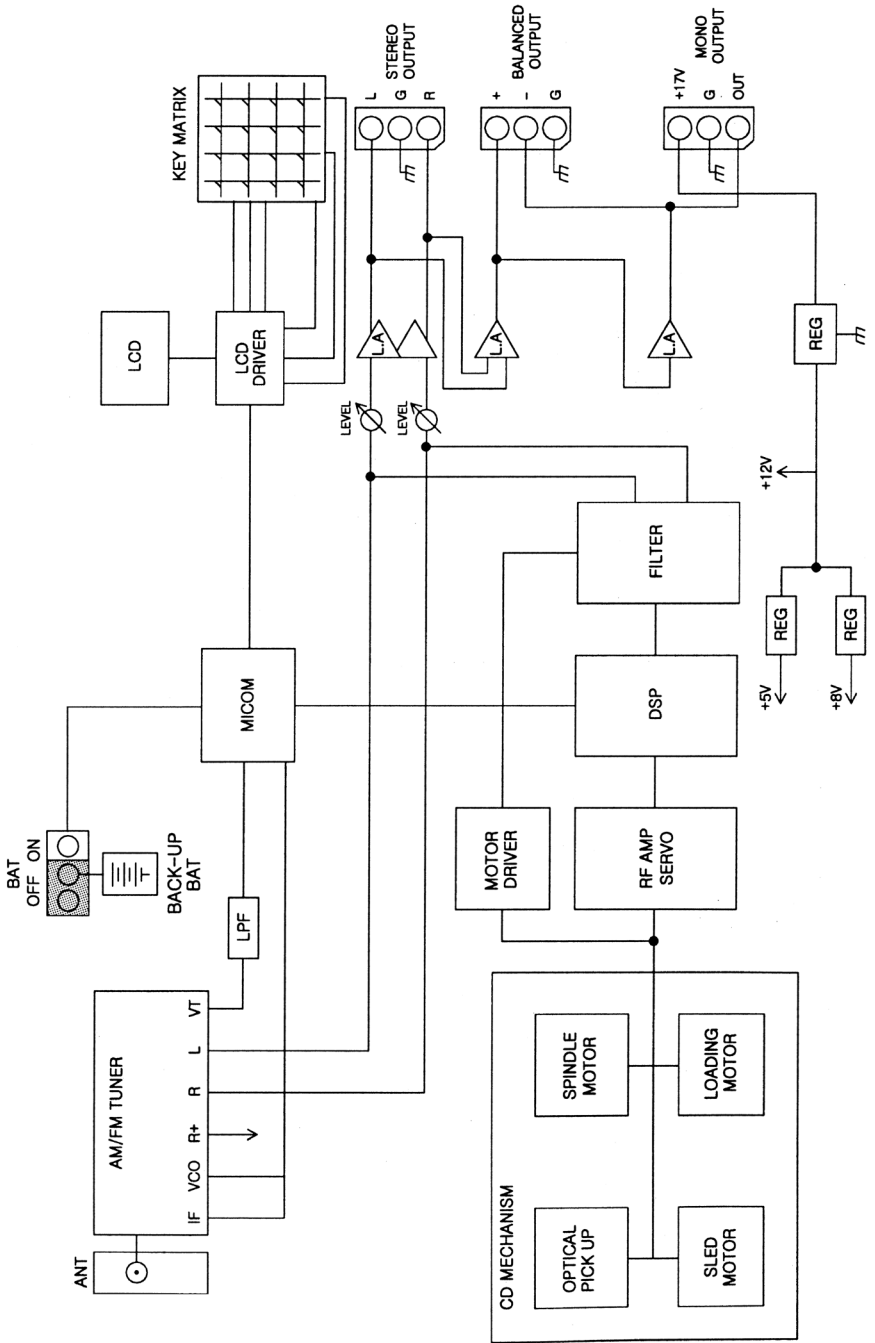 ANT
AM/FM TUNER
IF
VCO
R+
R
L
VT
LPF
BAT
OFF ON
BACK-UP
BAT
MICOM
LCD
LCD
DRIVER
KEY MATRIX
LEVEL
LEVEL
L.A
L.A
L.A
L
G
R
STEREO
OUTPUT
+
-
G
BALANCED
OUTPUT
+17V
G
OUT
MONO
OUTPUT
CD MECHANISM
OPTICAL
PICK UP
SPINDLE
MOTOR
SLED
MOTOR
LOADING
MOTOR
MOTOR
DRIVER
RF AMP
SERVO
DSP
FILTER
REG
+12V
REG
+5V
REG
+8V